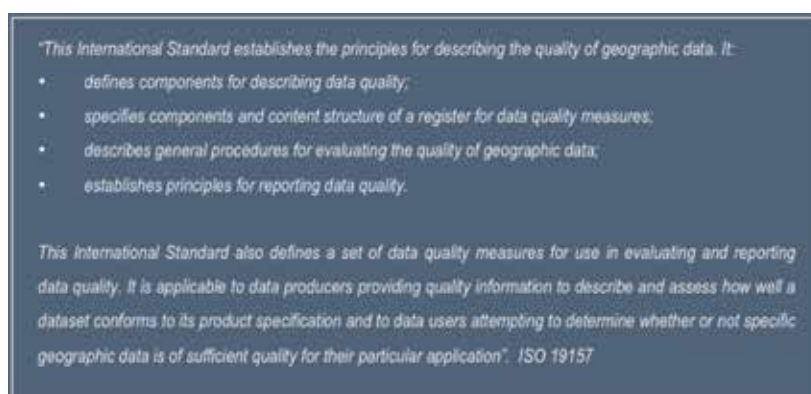 “This International Standard establishes the principles for describing the quality of geographic data. It:
• defines components for describing data quality;
• specifies components and content structure of a register for data quality measures;
• describes general procedures for evaluating the quality of geographic data;
• establishes principles for reporting data quality.
This International Standard also defines a set of data quality measures for use in evaluating and reporting
data quality. It is applicable to data producers providing quality information to describe and assess how well a
dataset conforms to its product specification and to data users attempting to determine whether or not specific
geographic data is of sufficient quality for their particular application”. ISO 19157